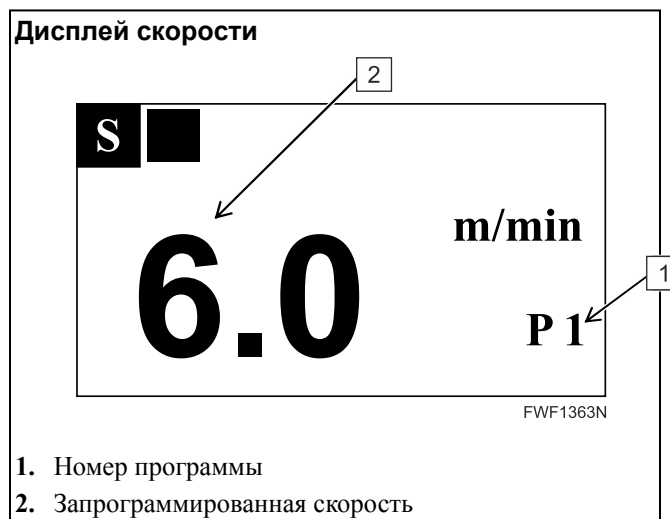 Дисплей скорости
2
S
6.0
m/min
1
P 1
FWF1363N
1. Номер программы
2. Запрограммированная скорость